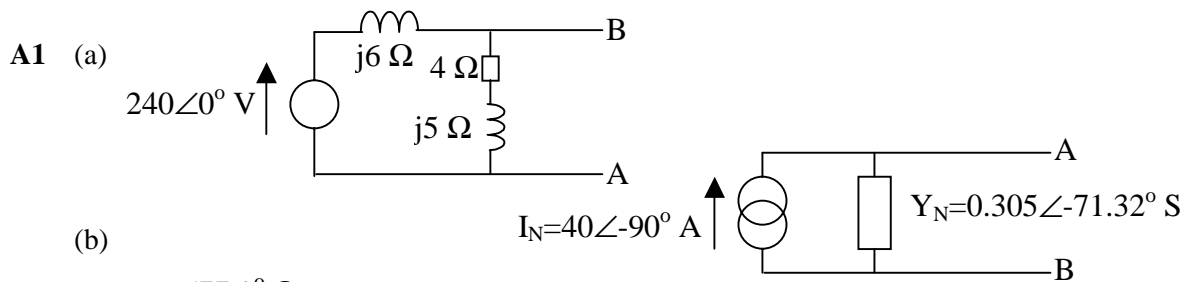 A1 (a)
B
j6 Ω
4 Ω
240∠0° V
j5 Ω
A
A
I_N=40∠-90° A
Y_N=0.305∠-71.32° S
(b)
B